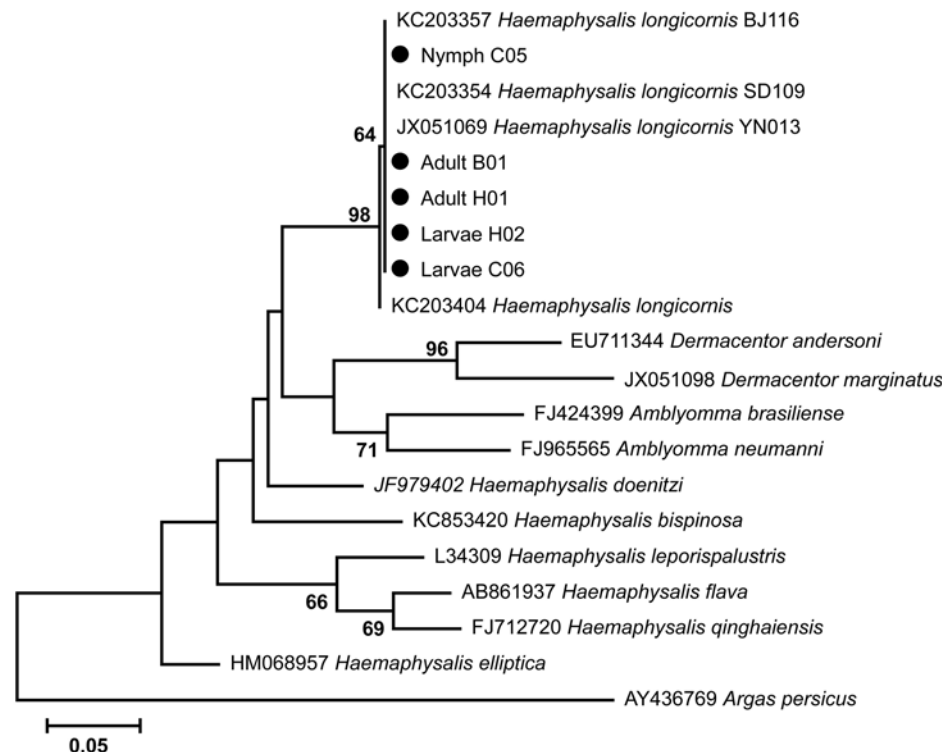 KC203357 Haemaphysalis longicornis BJ116
Nymph C05
KC203354 Haemaphysalis longicornis SD109
JX051069 Haemaphysalis longicornis YN013
64
Adult B01
Adult H01
98
Larvae H02
Larvae C06
KC203404 Haemaphysalis longicornis
EU711344 Dermacentor andersoni
96
JX051098 Dermacentor marginatus
FJ424399 Amblyomma brasiliense
71
FJ965565 Amblyomma neumanni
JF979402 Haemaphysalis doenitzi
KC853420 Haemaphysalis bispinosa
L34309 Haemaphysalis leporispalustris
66
AB861937 Haemaphysalis flava
69
FJ712720 Haemaphysalis qinghaiensis
HM068957 Haemaphysalis elliptica
AY436769 Argas persicus
0.05